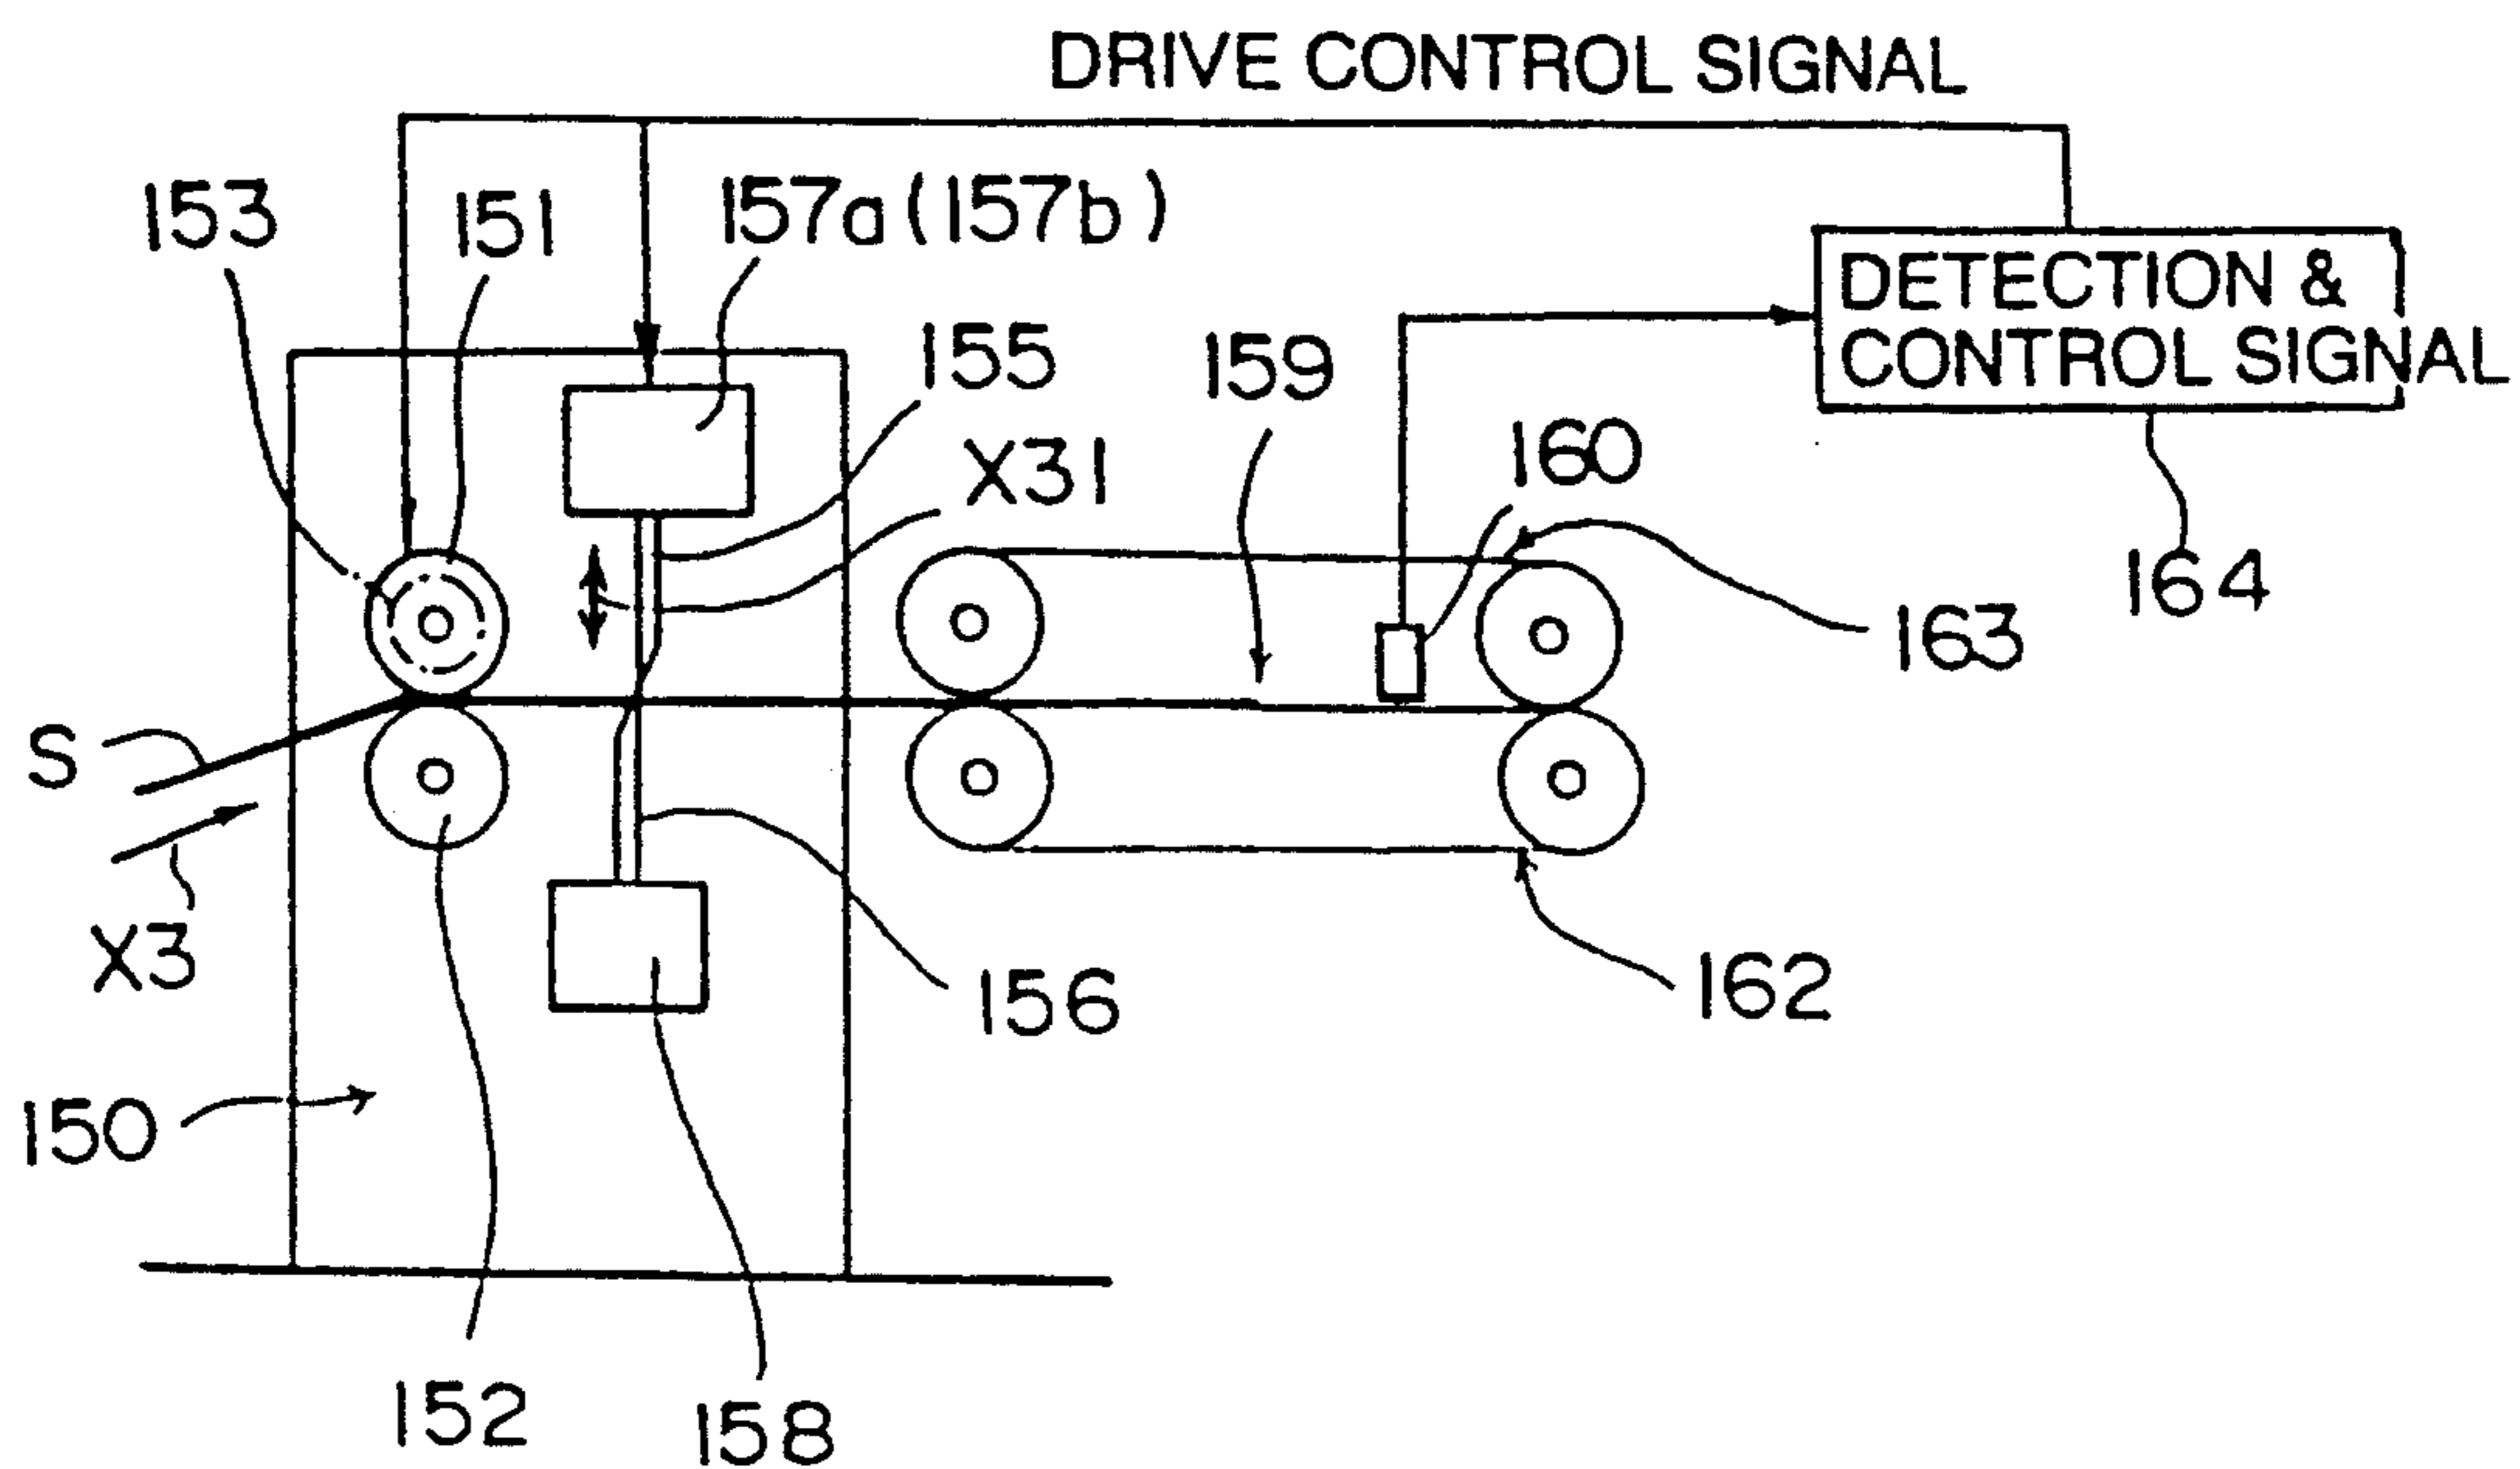 DRIVE CONTROL SIGNAL
153
151
157a (157b)
DETECTION &
CONTROL SIGNAL
155
159
X31
160
164
163
S
X3
156
162
150
152
158